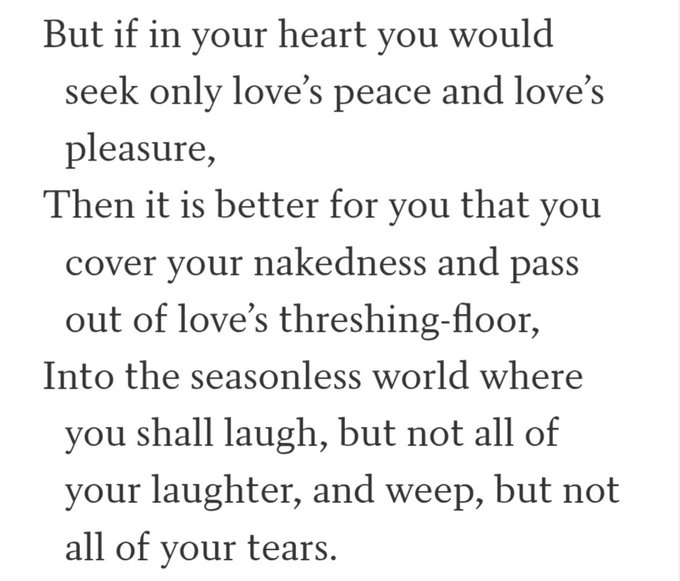 But if in your heart you would
seek only love’s peace and love’s
pleasure,
Then it is better for you that you
cover your nakedness and pass
out of love’s threshing-floor,
Into the seasonless world where
you shall laugh, but not all of
your laughter, and weep, but not
all of your tears.